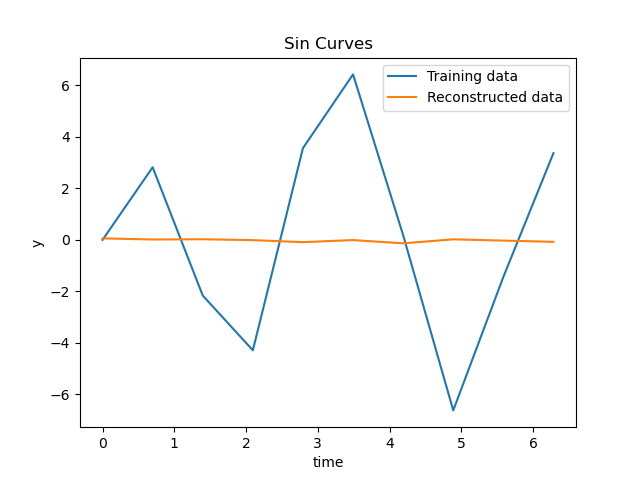 Sin Curves
Training data
Reconstructed data
6
4
2
0
−2
−4
−6
y
0 1 2 3 4 5 6
time